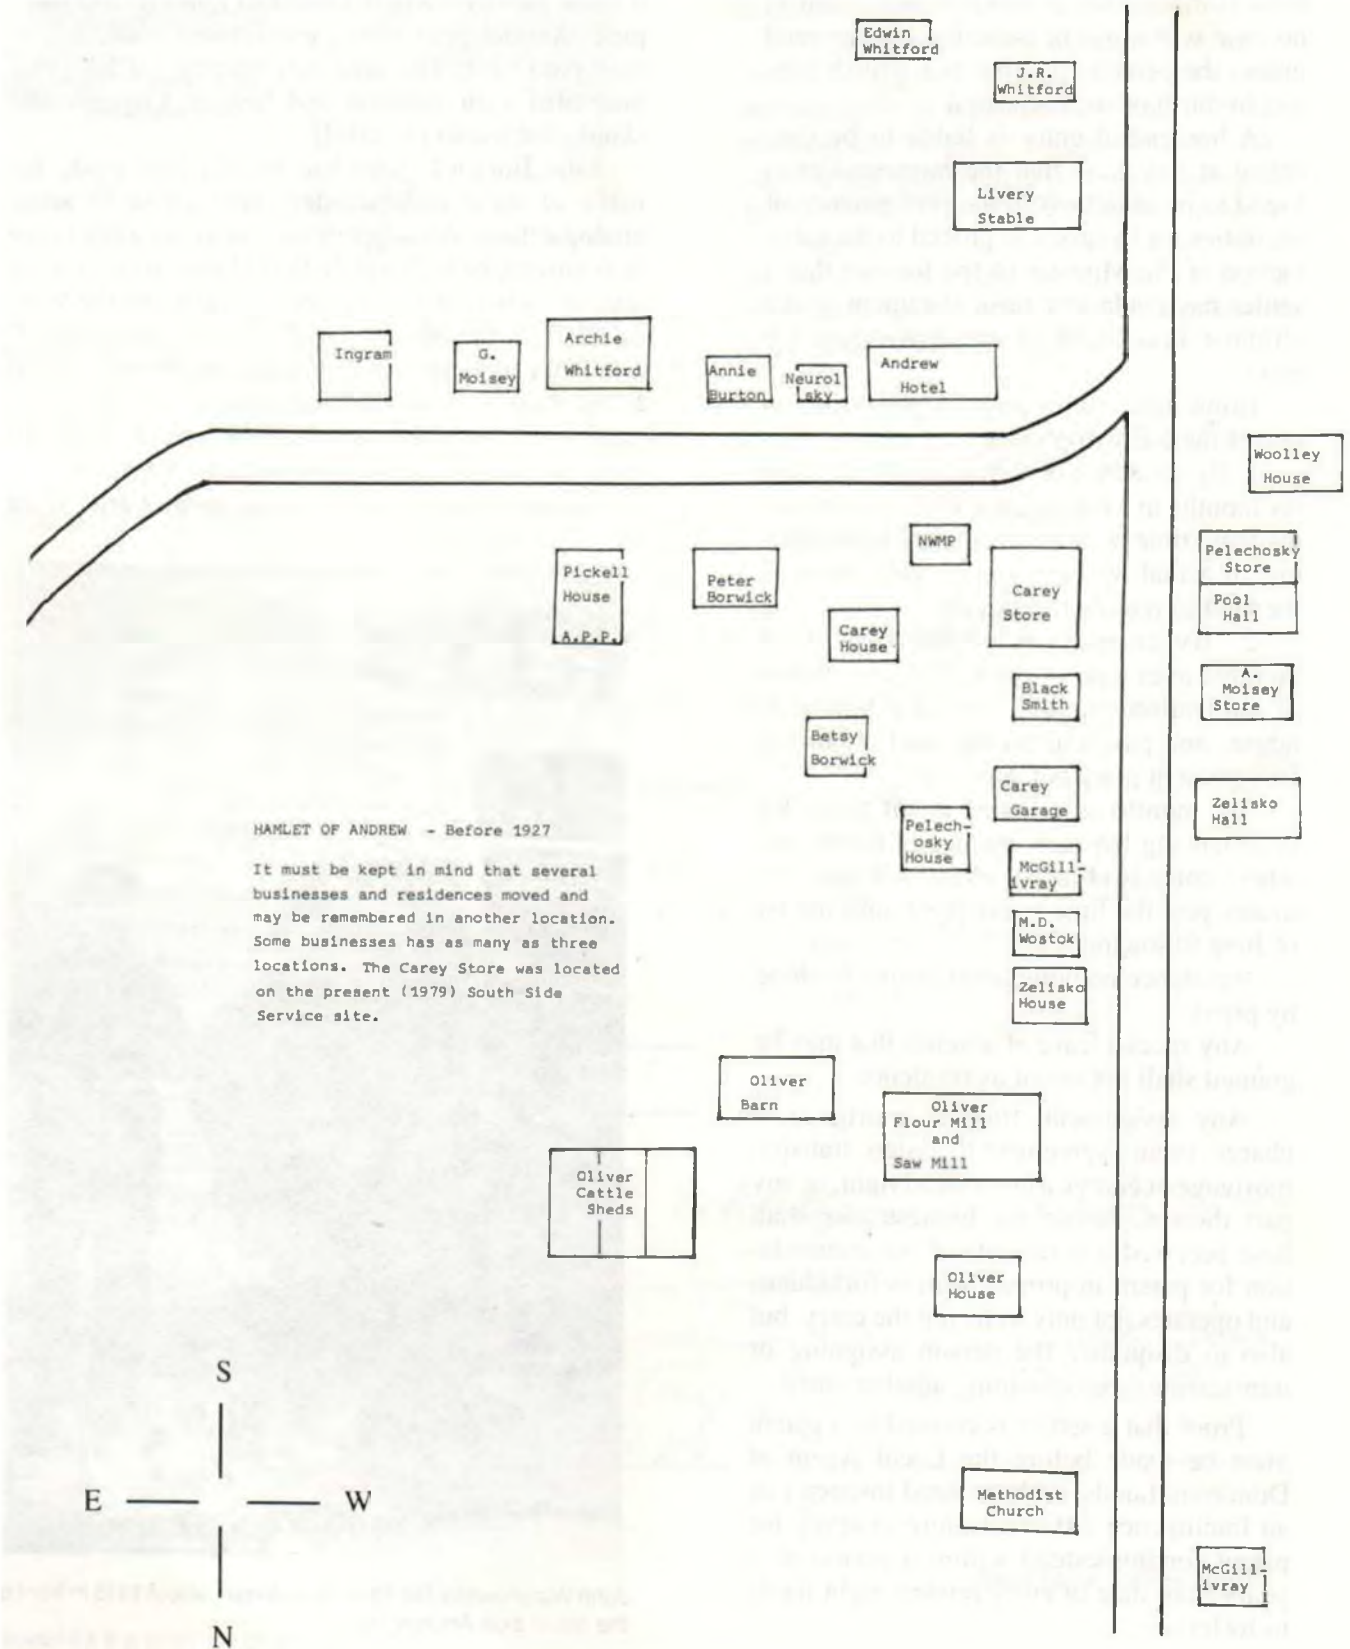 Edwin
Whitford
J.R.
Whitford
Livery
Stable
Ingram
G.
Moisey
Archie
Whitford
Annie
Burton
Neurol
sky
Andrew
Hotel
Woolley
House
NWMP
Pickell
House
A.P.P.
Peter
Borwick
Carey
House
Carey
Store
Pelechosky
Store
Pool
Hall
Black
Smith
A.
Moisey
Store
Betsy
Borwick
Carey
Garage
Zelisko
Hall
Pelech-
osky
House
McGill-
ivray
M.D.
Wostok
Zelisko
House
HAMLET OF ANDREW - Before 1927
It must be kept in mind that several
businesses and residences moved and
may be remembered in another location.
Some businesses has as many as three
locations. The Carey Store was located
on the present (1979) South Side
Service site.
Oliver
Barn
Oliver
Flour Mill
and
Saw Mill
Oliver
Cattle
Sheds
Oliver
House
S
E W
N
Methodist
Church
McGill-
ivray